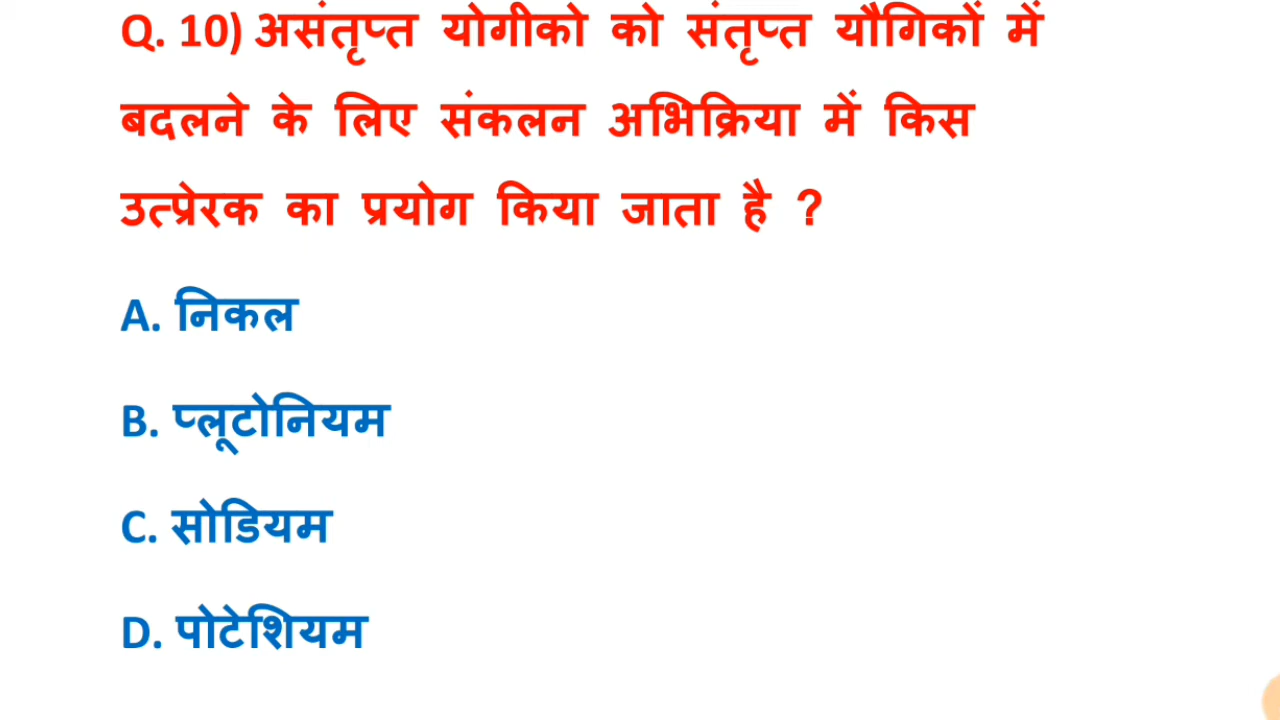 Q. 10) असंतृप्त योगीको को संतृप्त यौगिकों में
बदलने के लिए संकलन अभिक्रिया में किस
उत्प्रेरक का प्रयोग किया जाता है ?
A. निकल
B. प्लूटोनियम
C. सोडियम
D. पोटेशियम